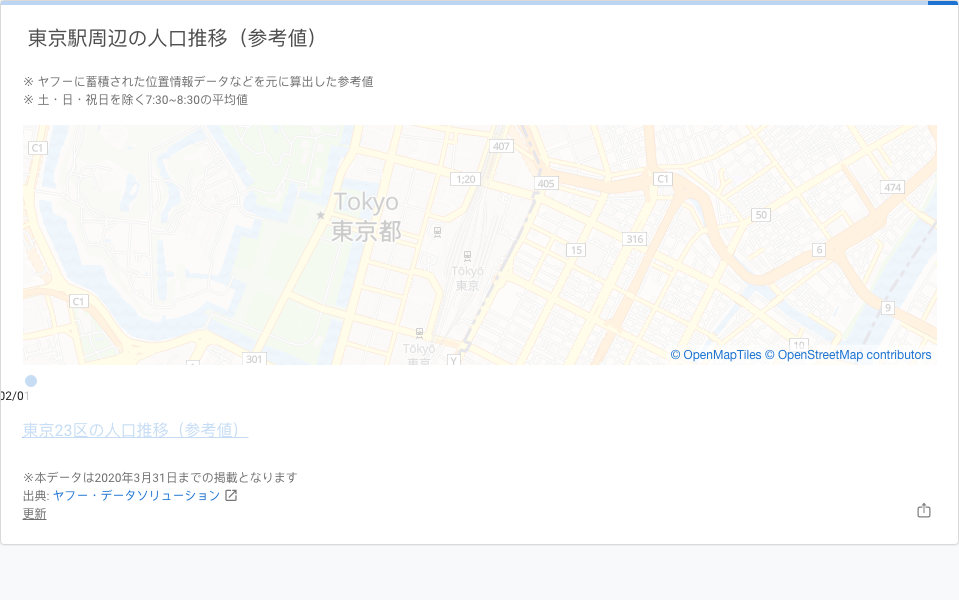 東京駅周辺の人口推移（参考値）
※ ヤフーに蓄積された位置情報データなどを元に算出した参考値
※ 土・日・祝日を除く7:30~8:30の平均値
C1
407
1;20
405
C1
474
Tokyo
東京都
50
316
15
6
Tōkyō
東京
C1
9
10
Tōkyō
東京
301
1
Y
© OpenMapTiles © OpenStreetMap contributors
02/01
東京23区の人口推移（参考値）
※本データは2020年3月31日までの掲載となります
出典: ヤフー・データソリューション
更新